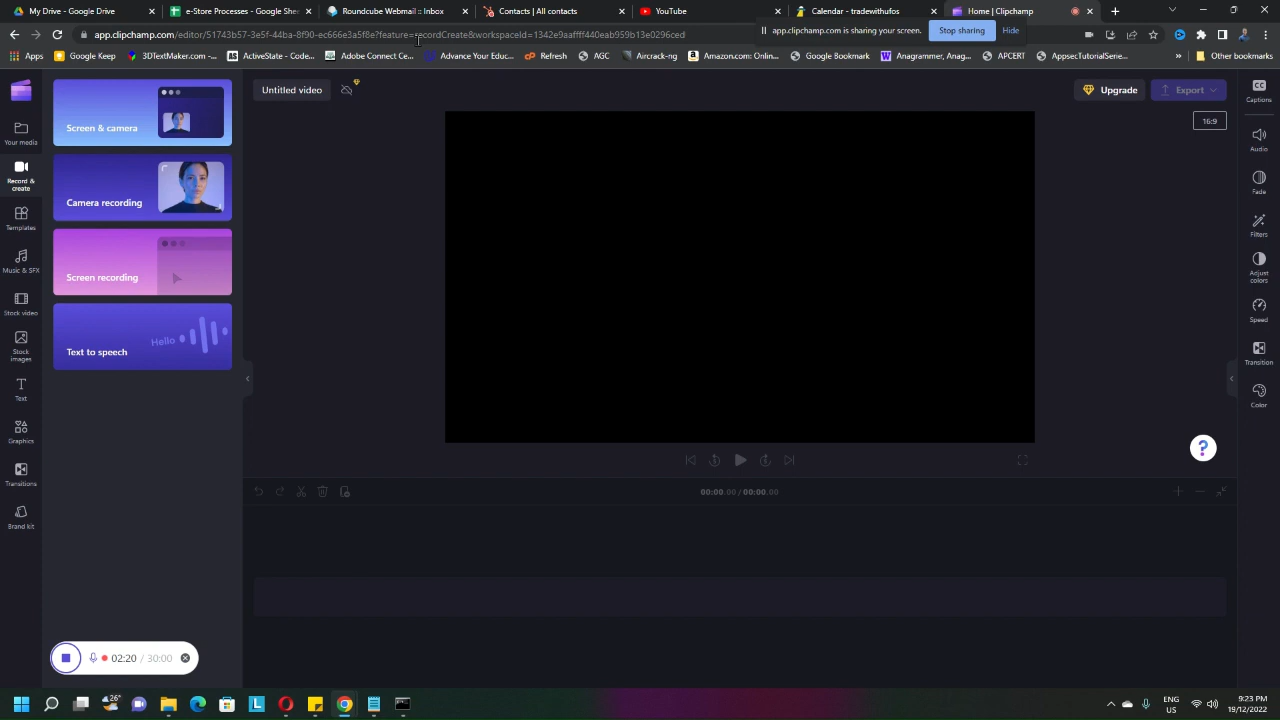 My Drive - Google Drive
e-Store Processes - Google She
Roundcube Webmail :: Inbox
Contacts | All contacts
YouTube
Calendar - tradelnrhufos
Home | Clipchamp
app.clipchamp.com is sharing your screen.
Stop sharing
Hide
Apps
Google Keep
3DTextMaker.com -...
ActiveState - Code...
Adobe Connect Ce...
Advance Your Educ...
Refresh
AGC
Aircrack-ng
Amazon.com: Onlin...
Google Bookmark
Anagrammer, Anag...
APCERT
AppsecTutorialSerie...
»
Other bookmarks
Untitled video
Upgrade
Export
16:9
Your media
Record & create
Templates
Music & SFX
Stock video
Stock images
Text
Graphics
Transitions
Brand kit
Screen & camera
Camera recording
Screen recording
Hello
Text to speech
Captions
Audio
Fade
Filters
Adjust colors
Speed
Transition
Color
?
00:00.00 / 00:00.00
02:20 / 30:00
26°
L
ENG
US
9:23 PM
19/12/2022